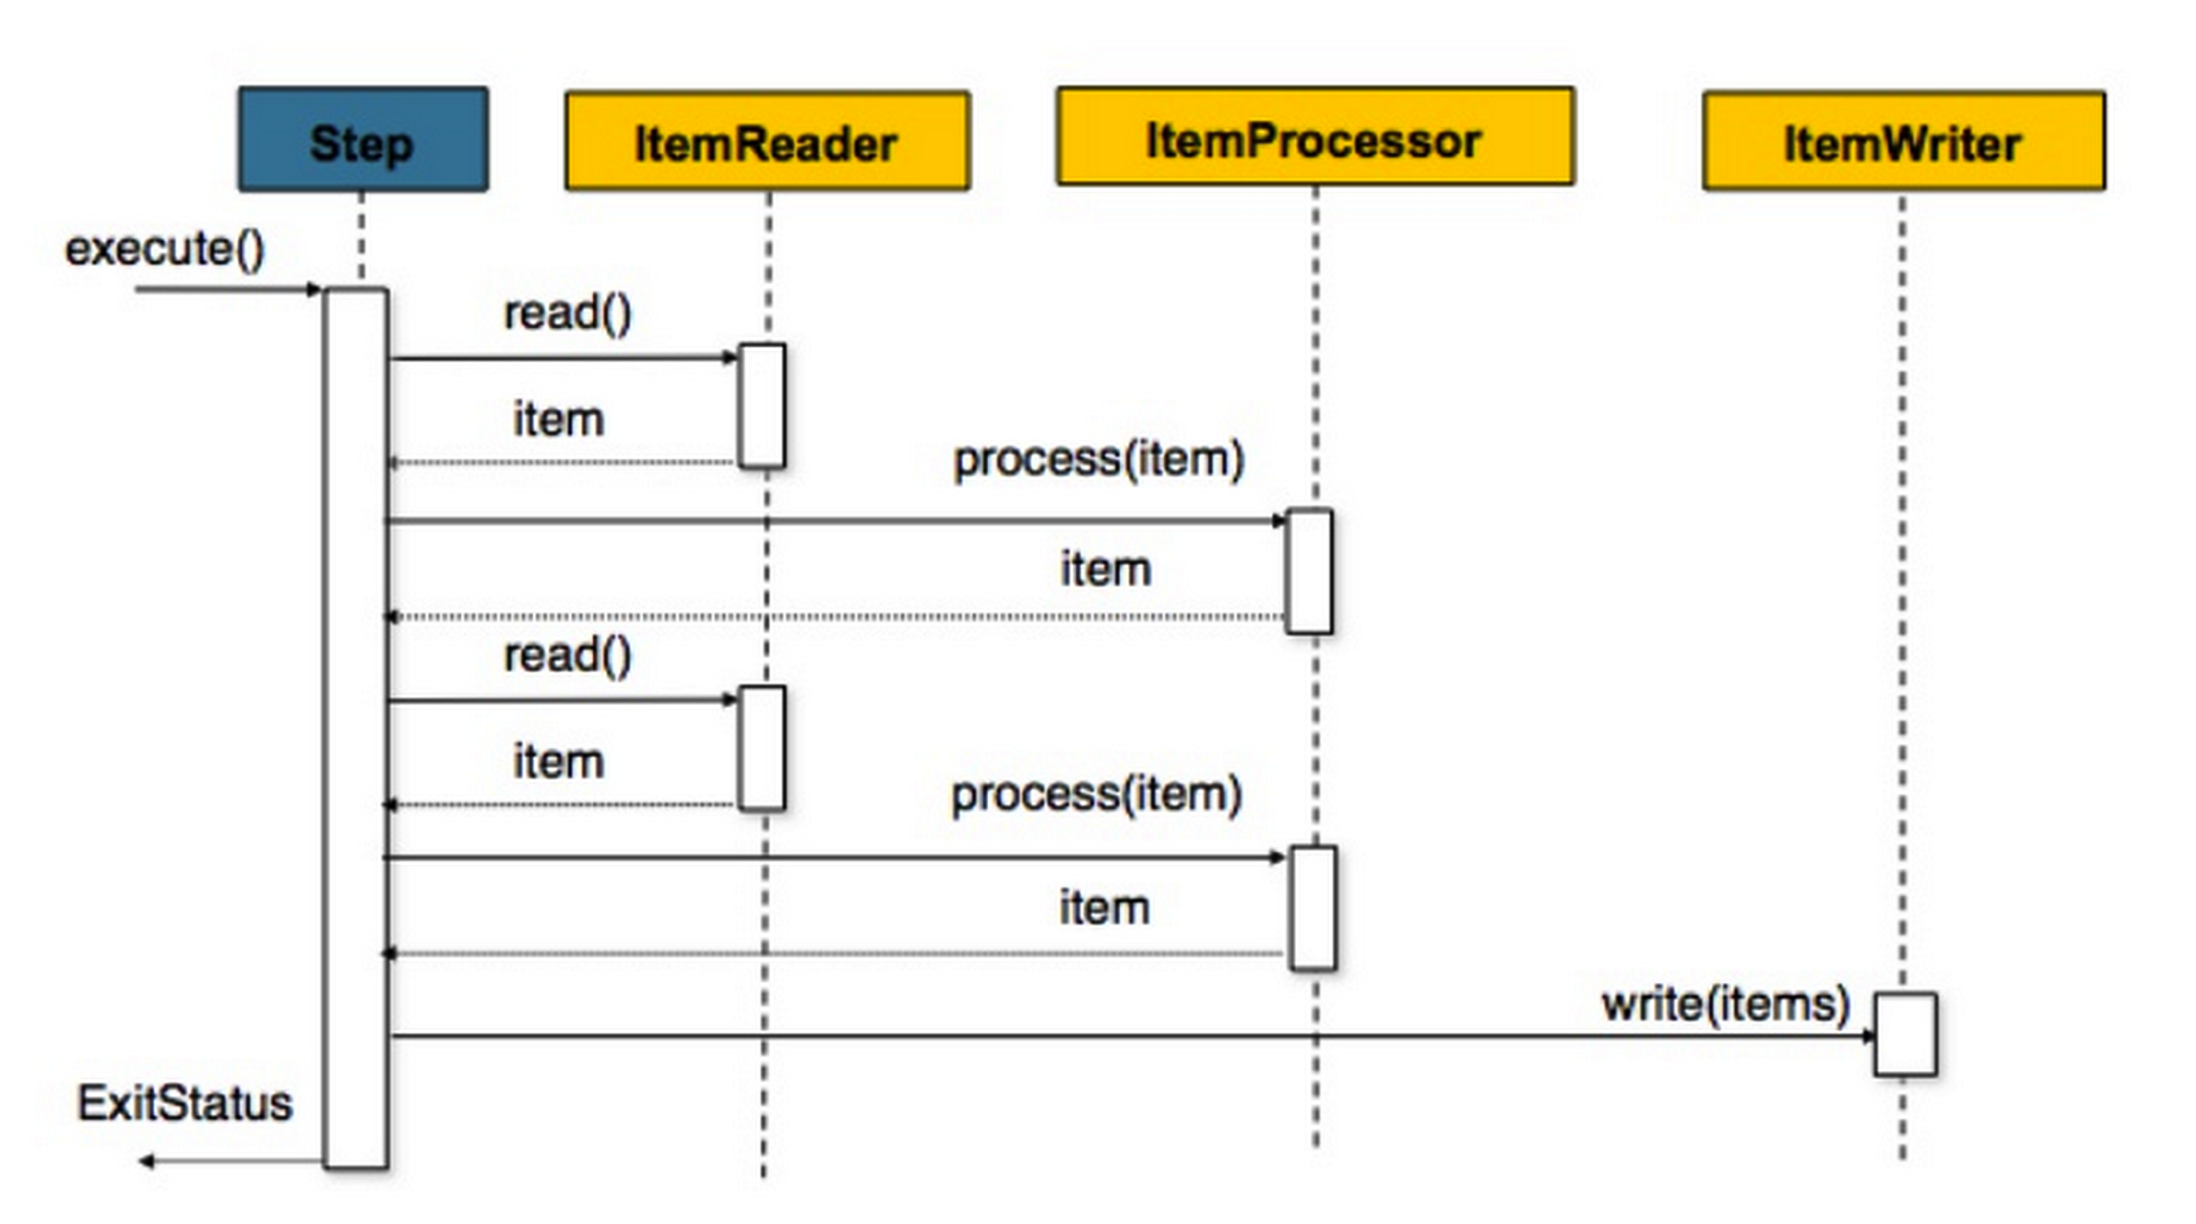 Step
ItemReader
ItemProcessor
ItemWriter
execute()
read()
item
process(item)
item
read()
item
process(item)
item
write(items)
ExitStatus